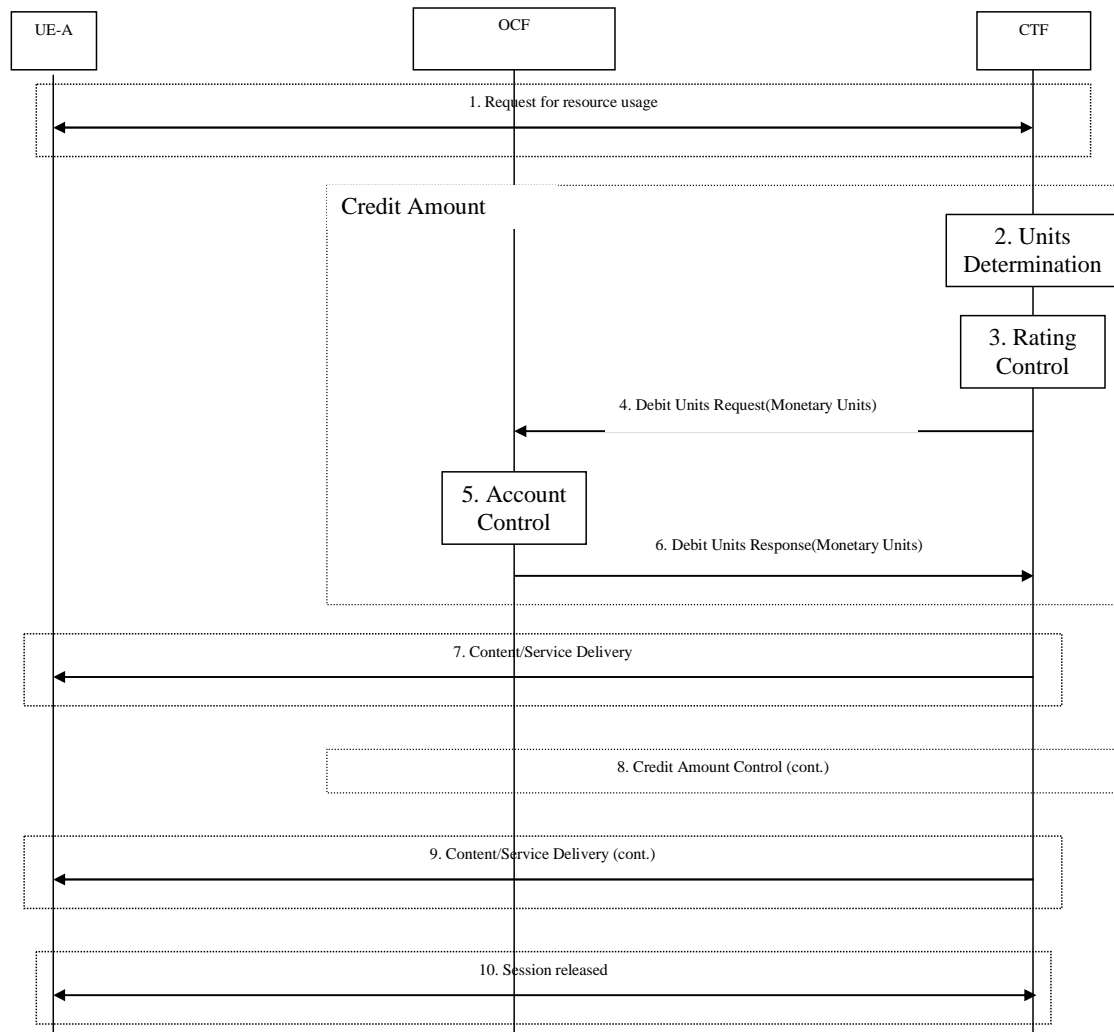 UE-A
OCF
CTF
1. Request for resource usage
Credit Amount
2. Units
Determination
3. Rating
Control
4. Debit Units Request(Monetary Units)
5. Account
Control
6. Debit Units Response(Monetary Units)
7. Content/Service Delivery
8. Credit Amount Control (cont.)
9. Content/Service Delivery (cont.)
10. Session released